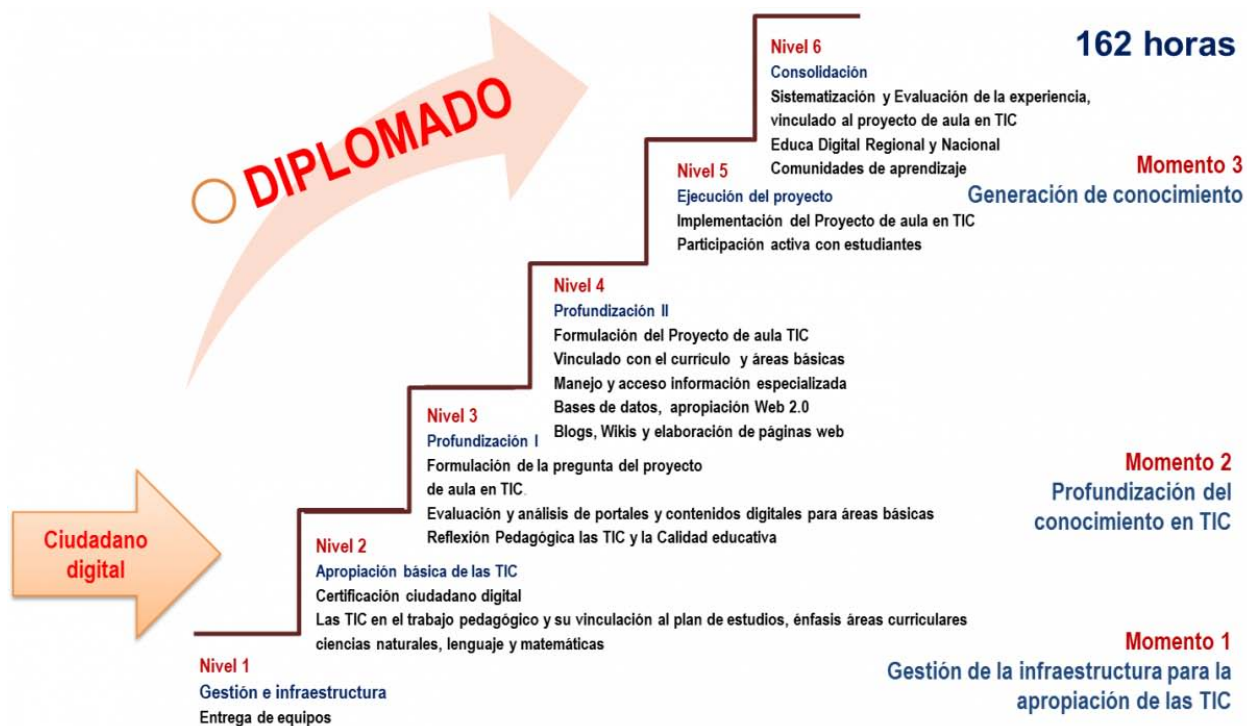 162 horas
DIPLOMADO
Nivel 6
Consolidación
Sistematización y Evaluación de la experiencia,
vinculado al proyecto de aula en TIC
Educa Digital Regional y Nacional
Comunidades de aprendizaje
Momento 3
Generación de conocimiento
Nivel 5
Ejecución del proyecto
Implementación del Proyecto de aula en TIC
Participación activa con estudiantes
Nivel 4
Profundización II
Formulación del Proyecto de aula TIC
Vinculado con el currículo y áreas básicas
Manejo y acceso información especializada
Bases de datos, apropiación Web 2.0
Blogs, Wikis y elaboración de páginas web
Nivel 3
Profundización I
Formulación de la pregunta del proyecto
de aula en TIC.
Evaluación y análisis de portales y contenidos digitales para áreas básicas
Reflexión Pedagógica las TIC y la Calidad educativa
Momento 2
Profundización del
conocimiento en TIC
Ciudadano
digital
Nivel 2
Apropiación básica de las TIC
Certificación ciudadano digital
Las TIC en el trabajo pedagógico y su vinculación al plan de estudios, énfasis áreas curriculares
ciencias naturales, lenguaje y matemáticas
Momento 1
Gestión de la infraestructura para la
apropiación de las TIC
Nivel 1
Gestión e infraestructura
Entrega de equipos